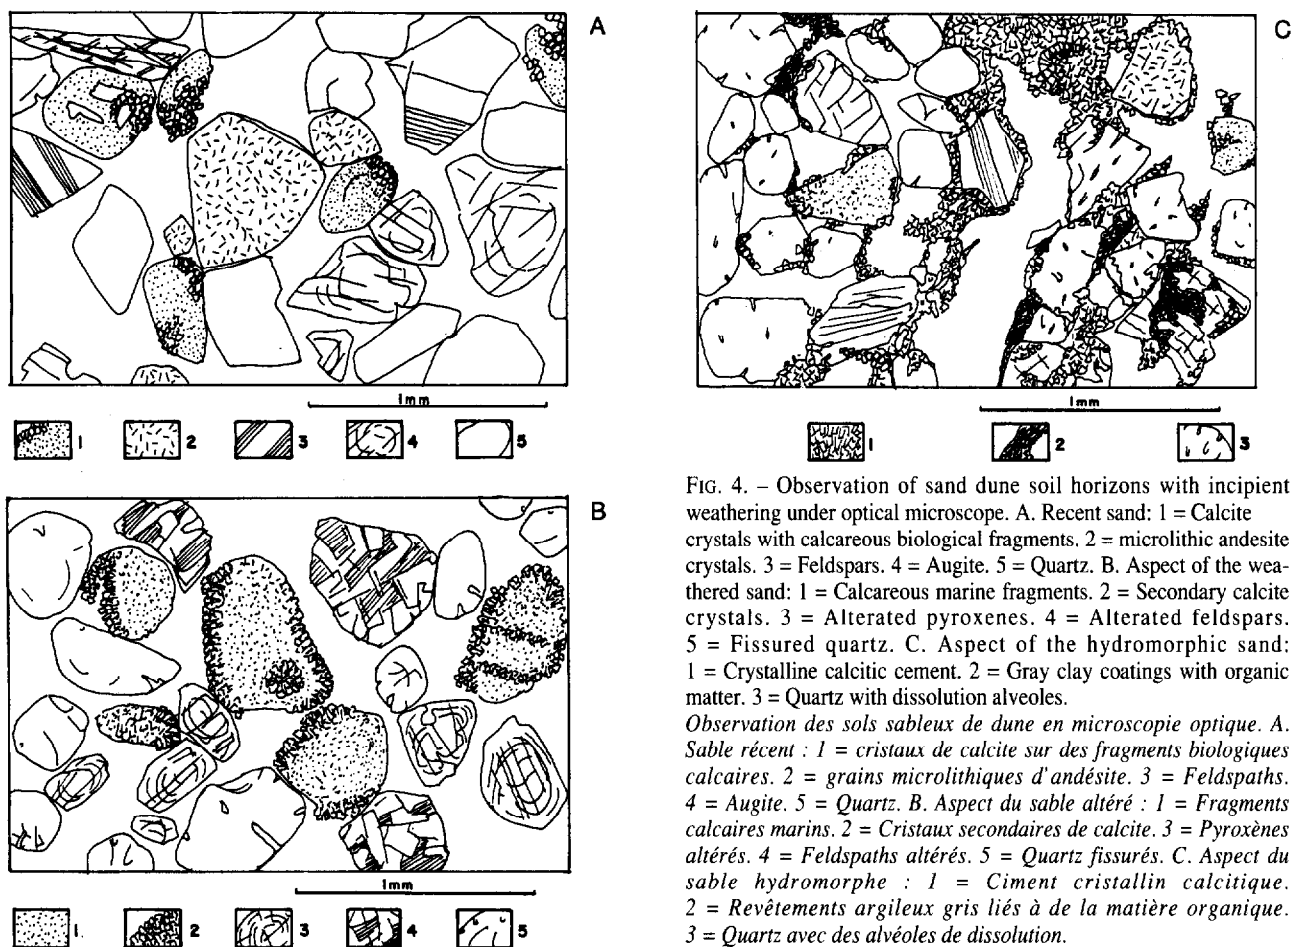 A
1mm
1 2 3 4 5
B
1mm
1 2 3 4 5
C
1mm
1 2 3
FIG. 4. – Observation of sand dune soil horizons with incipient
weathering under optical microscope. A. Recent sand: 1 = Calcite
crystals with calcareous biological fragments. 2 = microlithic andesite
crystals. 3 = Feldspars. 4 = Augite. 5 = Quartz. B. Aspect of the wea-
thered sand: 1 = Calcareous marine fragments. 2 = Secondary calcite
crystals. 3 = Alterated pyroxenes. 4 = Alterated feldspars.
5 = Fissured quartz. C. Aspect of the hydromorphic sand:
1 = Crystalline calcitic cement. 2 = Gray clay coatings with organic
matter. 3 = Quartz with dissolution alveoles.
Observation des sols sableux de dune en microscopie optique. A.
Sable récent : 1 = cristaux de calcite sur des fragments biologiques
calcaires. 2 = grains microlithiques d'andésite. 3 = Feldspaths.
4 = Augite. 5 = Quartz. B. Aspect du sable altéré : 1 = Fragments
calcaires marins. 2 = Cristaux secondaires de calcite. 3 = Pyroxènes
altérés. 4 = Feldspaths altérés. 5 = Quartz fissurés. C. Aspect du
sable hydromorphe : 1 = Ciment cristallin calcitique.
2 = Revêtements argileux gris liés à de la matière organique.
3 = Quartz avec des alvéoles de dissolution.